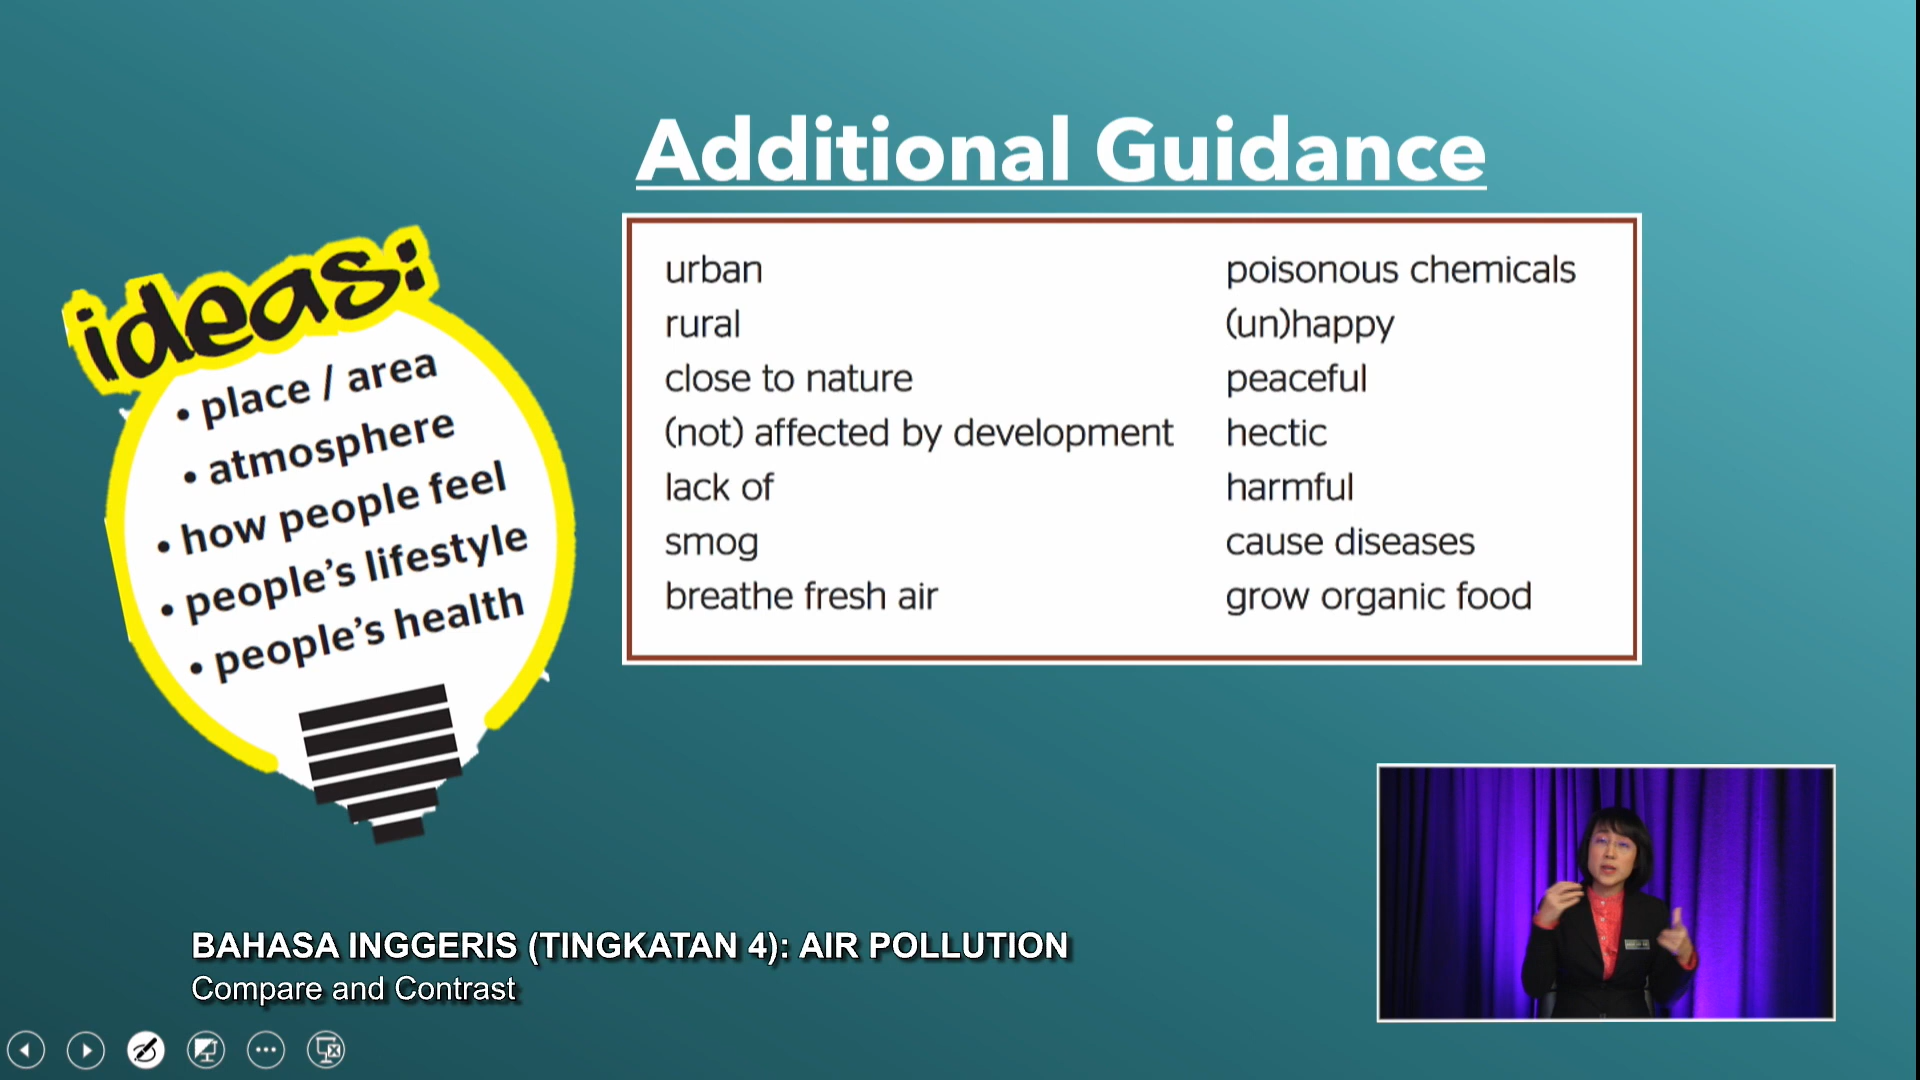 Additional Guidance
ideas:
• place / area
• atmosphere
• how people feel
• people's lifestyle
• people's health
urban
rural
close to nature
(not) affected by development
lack of
smog
breathe fresh air
poisonous chemicals
(un)happy
peaceful
hectic
harmful
cause diseases
grow organic food
BAHASA INGGERIS (TINGKATAN 4): AIR POLLUTION
Compare and Contrast